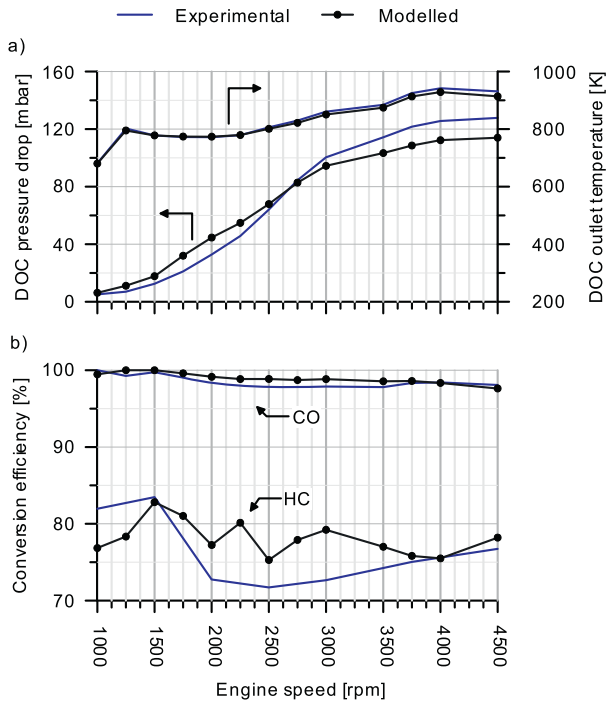 Experimental Modelled
a)
160 1000
120 800
80 600
40 400
0 200
DOC pressure drop [mbar]
DOC outlet temperature [K]
b)
100
90
80
70
Conversion efficiency [%]
CO
HC
1000 1500 2000 2500 3000 3500 4000 4500
Engine speed [rpm]